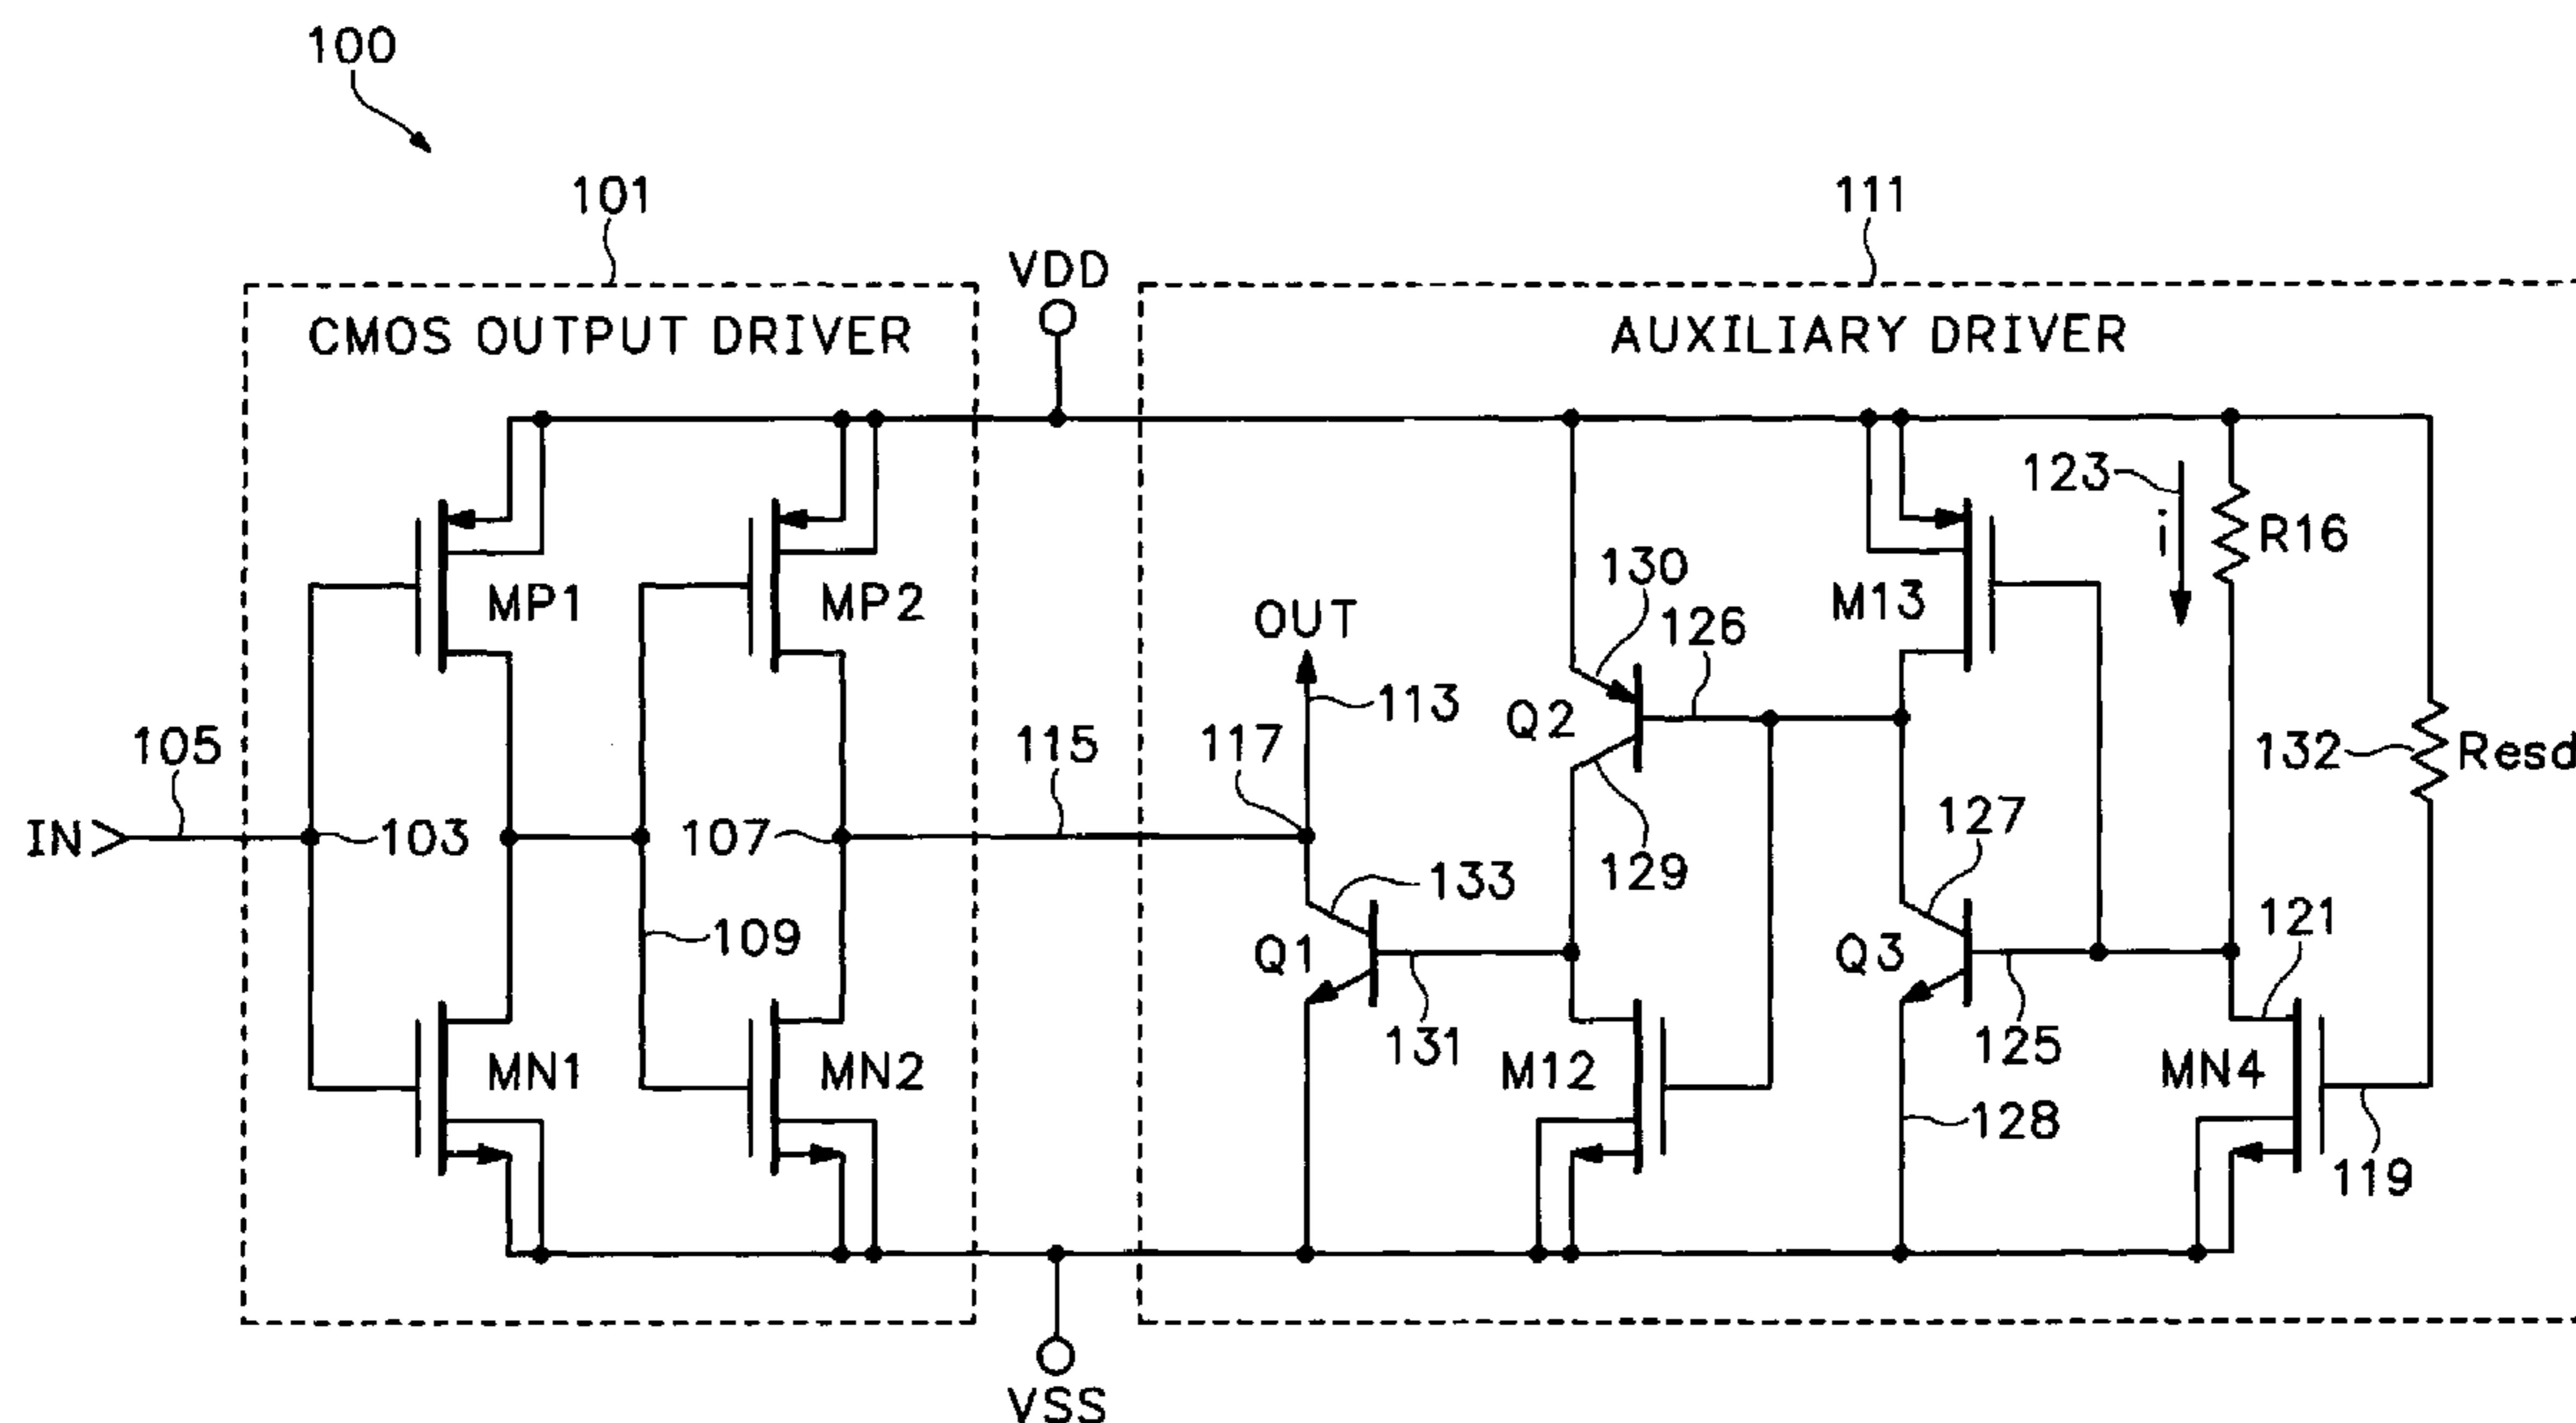 100
101
111
VDD
CMOS OUTPUT DRIVER
AUXILIARY DRIVER
123
i
R16
130
MP1
MP2
OUT
126
M13
113
Q2
105
115
117
132
Resd
127
IN
103
107
129
133
109
121
Q1
Q3
131
125
MN1
MN2
M12
MN4
128
119
VSS